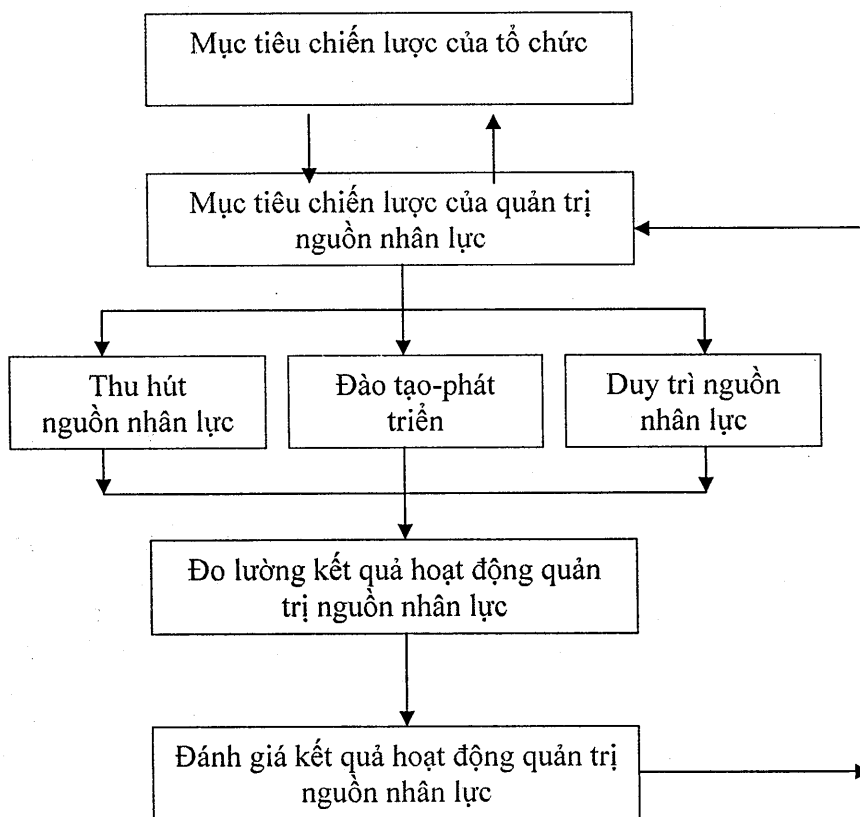 Mục tiêu chiến lược của tổ chức
Mục tiêu chiến lược của quản trị
nguồn nhân lực
Thu hút
nguồn nhân lực
Đào tạo-phát
triển
Duy trì nguồn
nhân lực
Đo lường kết quả hoạt động quản
trị nguồn nhân lực
Đánh giá kết quả hoạt động quản trị
nguồn nhân lực